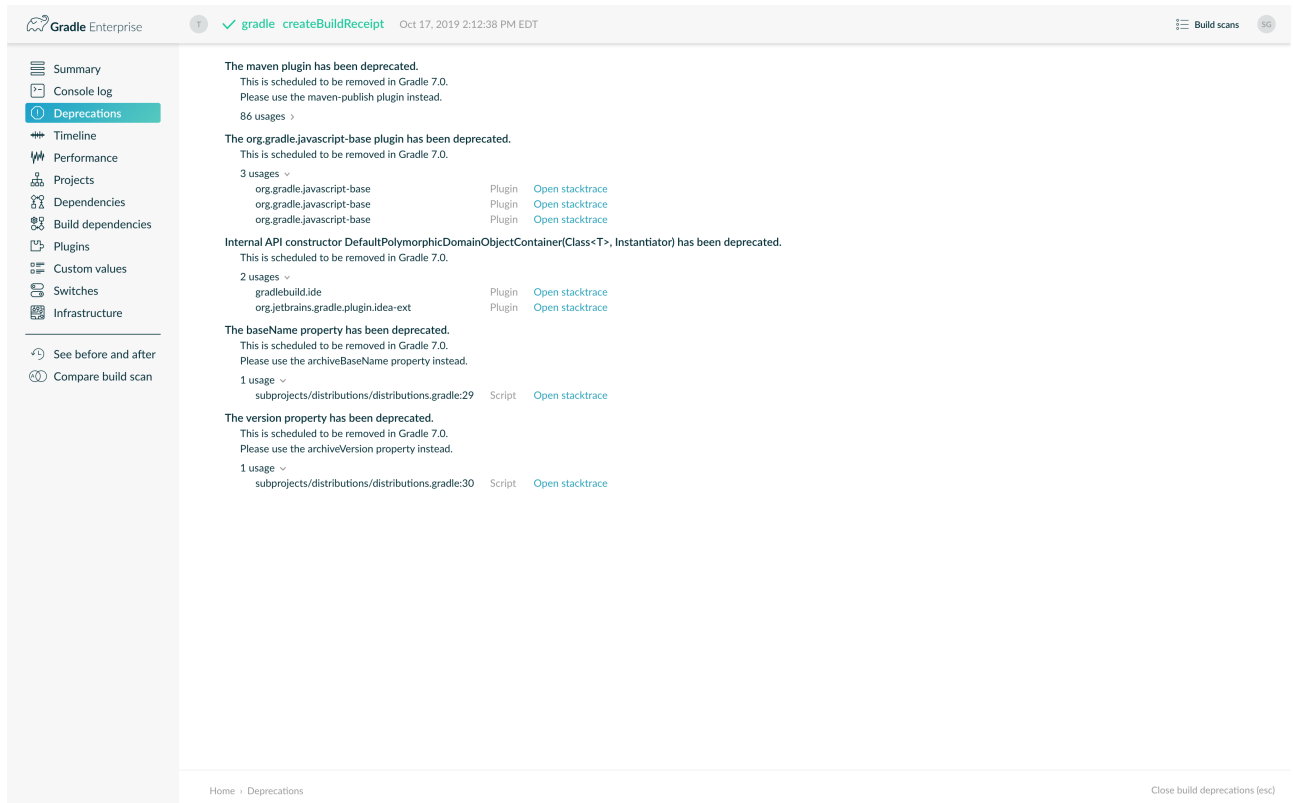 Gradle Enterprise
T gradle createBuildReceipt Oct 17, 2019 2:12:38 PM EDT
Build scans SG
Summary
Console log
Deprecations
Timeline
Performance
Projects
Dependencies
Build dependencies
Plugins
Custom values
Switches
Infrastructure
See before and after
Compare build scan
The maven plugin has been deprecated.
This is scheduled to be removed in Gradle 7.0.
Please use the maven-publish plugin instead.
86 usages
The org.gradle.javascript-base plugin has been deprecated.
This is scheduled to be removed in Gradle 7.0.
3 usages
org.gradle.javascript-base Plugin Open stacktrace
org.gradle.javascript-base Plugin Open stacktrace
org.gradle.javascript-base Plugin Open stacktrace
Internal API constructor DefaultPolymorphicDomainObjectContainer(Class<T>, Instantiator) has been deprecated.
This is scheduled to be removed in Gradle 7.0.
2 usages
gradlebuild.ide Plugin Open stacktrace
org.jetbrains.gradle.plugin.idea-ext Plugin Open stacktrace
The baseName property has been deprecated.
This is scheduled to be removed in Gradle 7.0.
Please use the archiveBaseName property instead.
1 usage
subprojects/distributions/distributions.gradle:29 Script Open stacktrace
The version property has been deprecated.
This is scheduled to be removed in Gradle 7.0.
Please use the archiveVersion property instead.
1 usage
subprojects/distributions/distributions.gradle:30 Script Open stacktrace
Home › Deprecations
Close build deprecations (esc)